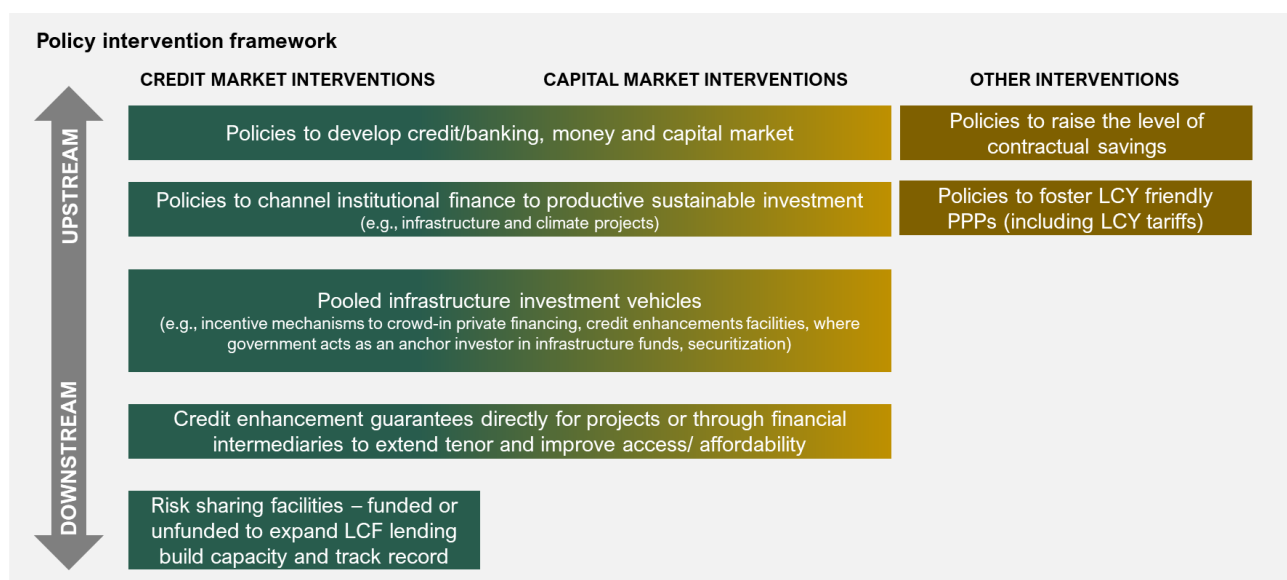 Policy intervention framework
CREDIT MARKET INTERVENTIONS
CAPITAL MARKET INTERVENTIONS
OTHER INTERVENTIONS
UPSTREAM
Policies to develop credit/banking, money and capital market
Policies to raise the level of
contractual savings
Policies to channel institutional finance to productive sustainable investment
(e.g., infrastructure and climate projects)
Policies to foster LCY friendly
PPPs (including LCY tariffs)
Pooled infrastructure investment vehicles
(e.g., incentive mechanisms to crowd-in private financing, credit enhancements facilities, where
government acts as an anchor investor in infrastructure funds, securitization)
DOWNSTREAM
Credit enhancement guarantees directly for projects or through financial
intermediaries to extend tenor and improve access/ affordability
Risk sharing facilities – funded or
unfunded to expand LCF lending
build capacity and track record